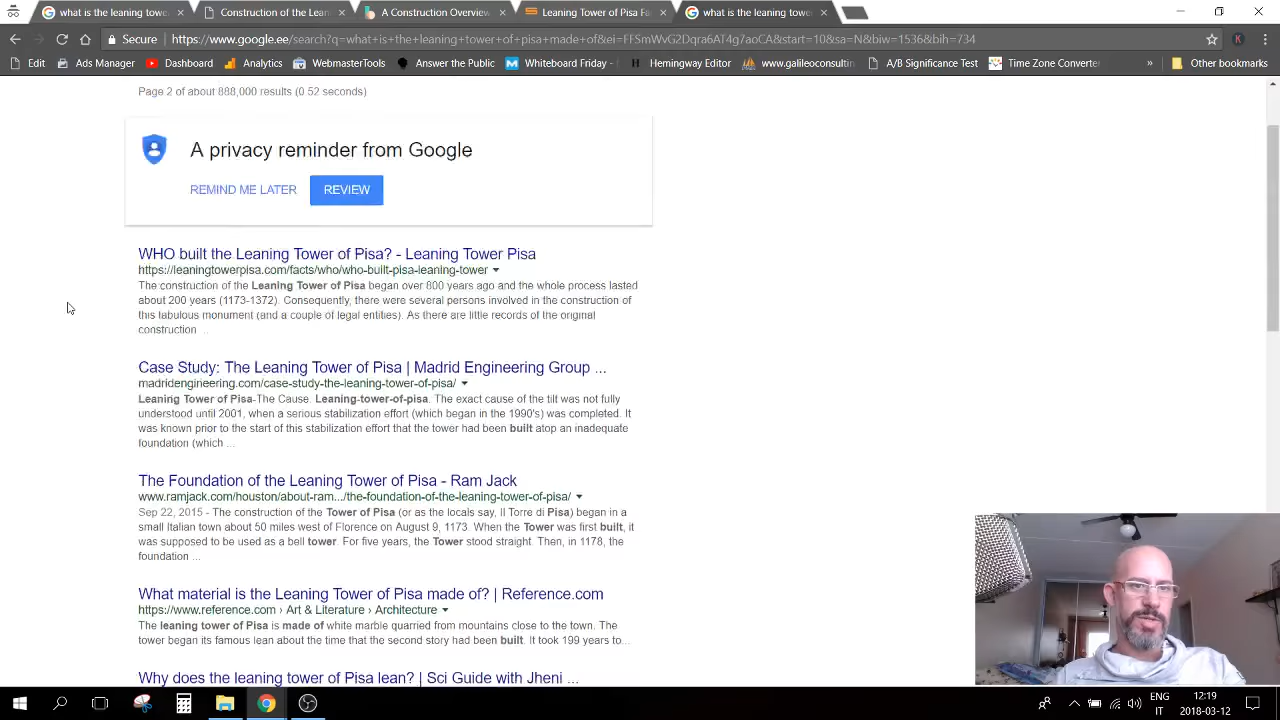 what is the leaning tow
Construction of the Lean
A Construction Overview
Leaning Tower of Pisa Fu
what is the leaning towe
Secure
https://www.google.ee/search?q=what+is+the+leaning+tower+of+pisa+made+of&ei=FFSmWvG2Dqra6AT4g7aoCA&start=10&sa=N&biw=1536&bih=734
K
Edit
Ads Manager
Dashboard
Analytics
WebmasterTools
Answer the Public
Whiteboard Friday -
H Hemingway Editor
www.galileoconsultin
A/B Significance Test
Time Zone Converte
»
Other bookmarks
Page 2 of about 888,000 results (0.52 seconds)
A privacy reminder from Google
REMIND ME LATER
REVIEW
WHO built the Leaning Tower of Pisa? - Leaning Tower Pisa
https://leaningtowerpisa.com/facts/who/who-built-pisa-leaning-tower
The construction of the Leaning Tower of Pisa began over 800 years ago and the whole process lasted
about 200 years (1173-1372). Consequently, there were several persons involved in the construction of
this fabulous monument (and a couple of legal entities). As there are little records of the original
construction ...
Case Study: The Leaning Tower of Pisa | Madrid Engineering Group ...
madridengineering.com/case-study-the-leaning-tower-of-pisa/
Leaning Tower of Pisa-The Cause. Leaning-tower-of-pisa. The exact cause of the tilt was not fully
understood until 2001, when a serious stabilization effort (which began in the 1990's) was completed. It
was known prior to the start of this stabilization effort that the tower had been built atop an inadequate
foundation (which ...
The Foundation of the Leaning Tower of Pisa - Ram Jack
www.ramjack.com/houston/about-ram.../the-foundation-of-the-leaning-tower-of-pisa/
Sep 22, 2015 - The construction of the Tower of Pisa (or as the locals say, Il Torre di Pisa) began in a
small Italian town about 50 miles west of Florence on August 9, 1173. When the Tower was first built, it
was supposed to be used as a bell tower. For five years, the Tower stood straight. Then, in 1178, the
foundation ...
What material is the Leaning Tower of Pisa made of? | Reference.com
https://www.reference.com › Art & Literature › Architecture
The leaning tower of Pisa is made of white marble quarried from mountains close to the town. The
tower began its famous lean about the time that the second story had been built. It took 199 years to...
Why does the leaning tower of Pisa lean? | Sci Guide with Jheni ...
ENG
IT
12:19
2018-03-12